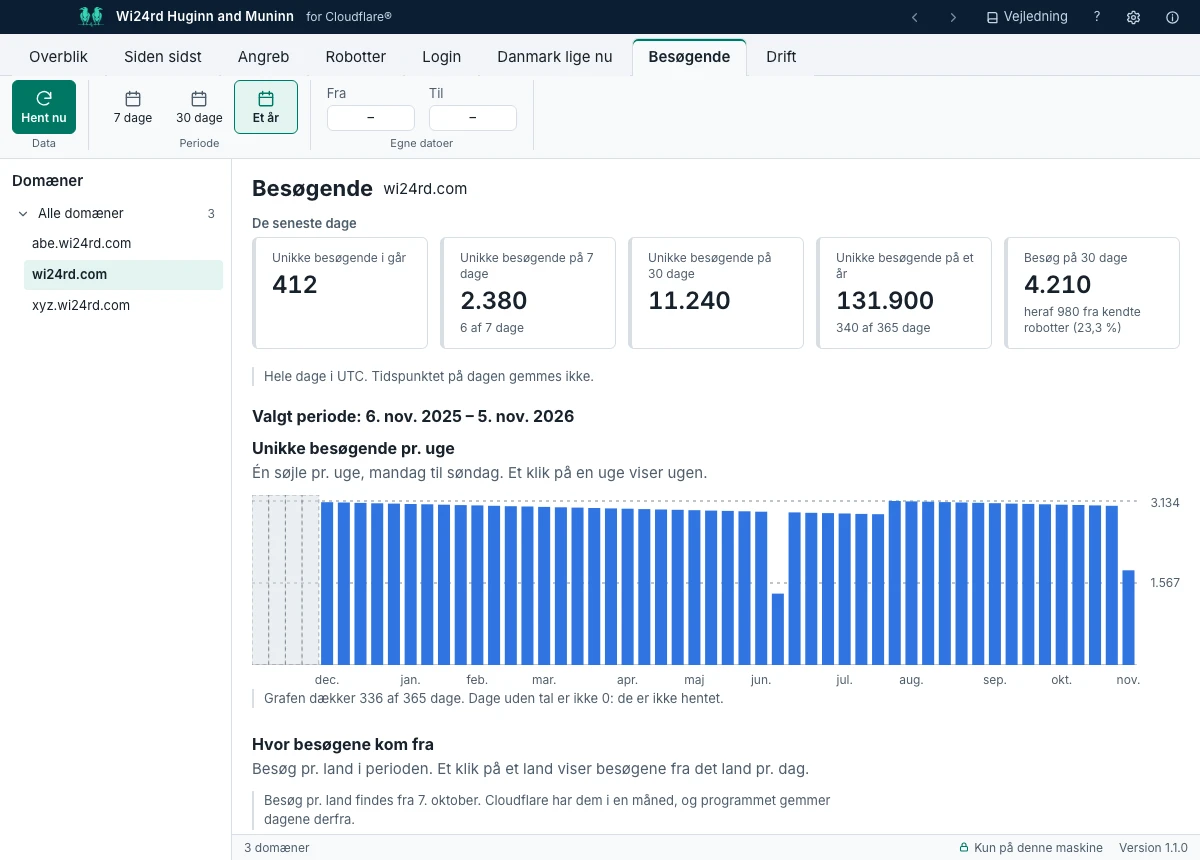 Wi24rd Huginn and Muninn for Cloudflare®
Vejledning ?
Overblik Siden sidst Angreb Robotter Login Danmark lige nu Besøgende Drift
Hent nu
Data
7 dage 30 dage Et år
Periode
Fra Til
– –
Egne datoer
Domæner
Alle domæner 3
abe.wi24rd.com
wi24rd.com
xyz.wi24rd.com
Besøgende wi24rd.com
De seneste dage
Unikke besøgende i går
412
Unikke besøgende på 7
dage
2.380
6 af 7 dage
Unikke besøgende på
30 dage
11.240
Unikke besøgende på et
år
131.900
340 af 365 dage
Besøg på 30 dage
4.210
heraf 980 fra kendte
robotter (23,3 %)
Hele dage i UTC. Tidspunktet på dagen gemmes ikke.
Valgt periode: 6. nov. 2025 – 5. nov. 2026
Unikke besøgende pr. uge
Én søjle pr. uge, mandag til søndag. Et klik på en uge viser ugen.
3.134
1.567
dec. jan. feb. mar. apr. maj jun. jul. aug. sep. okt. nov.
Grafen dækker 336 af 365 dage. Dage uden tal er ikke 0: de er ikke hentet.
Hvor besøgene kom fra
Besøg pr. land i perioden. Et klik på et land viser besøgene fra det land pr. dag.
Besøg pr. land findes fra 7. oktober. Cloudflare har dem i en måned, og programmet gemmer
dagene derfra.
3 domæner Kun på denne maskine Version 1.1.0